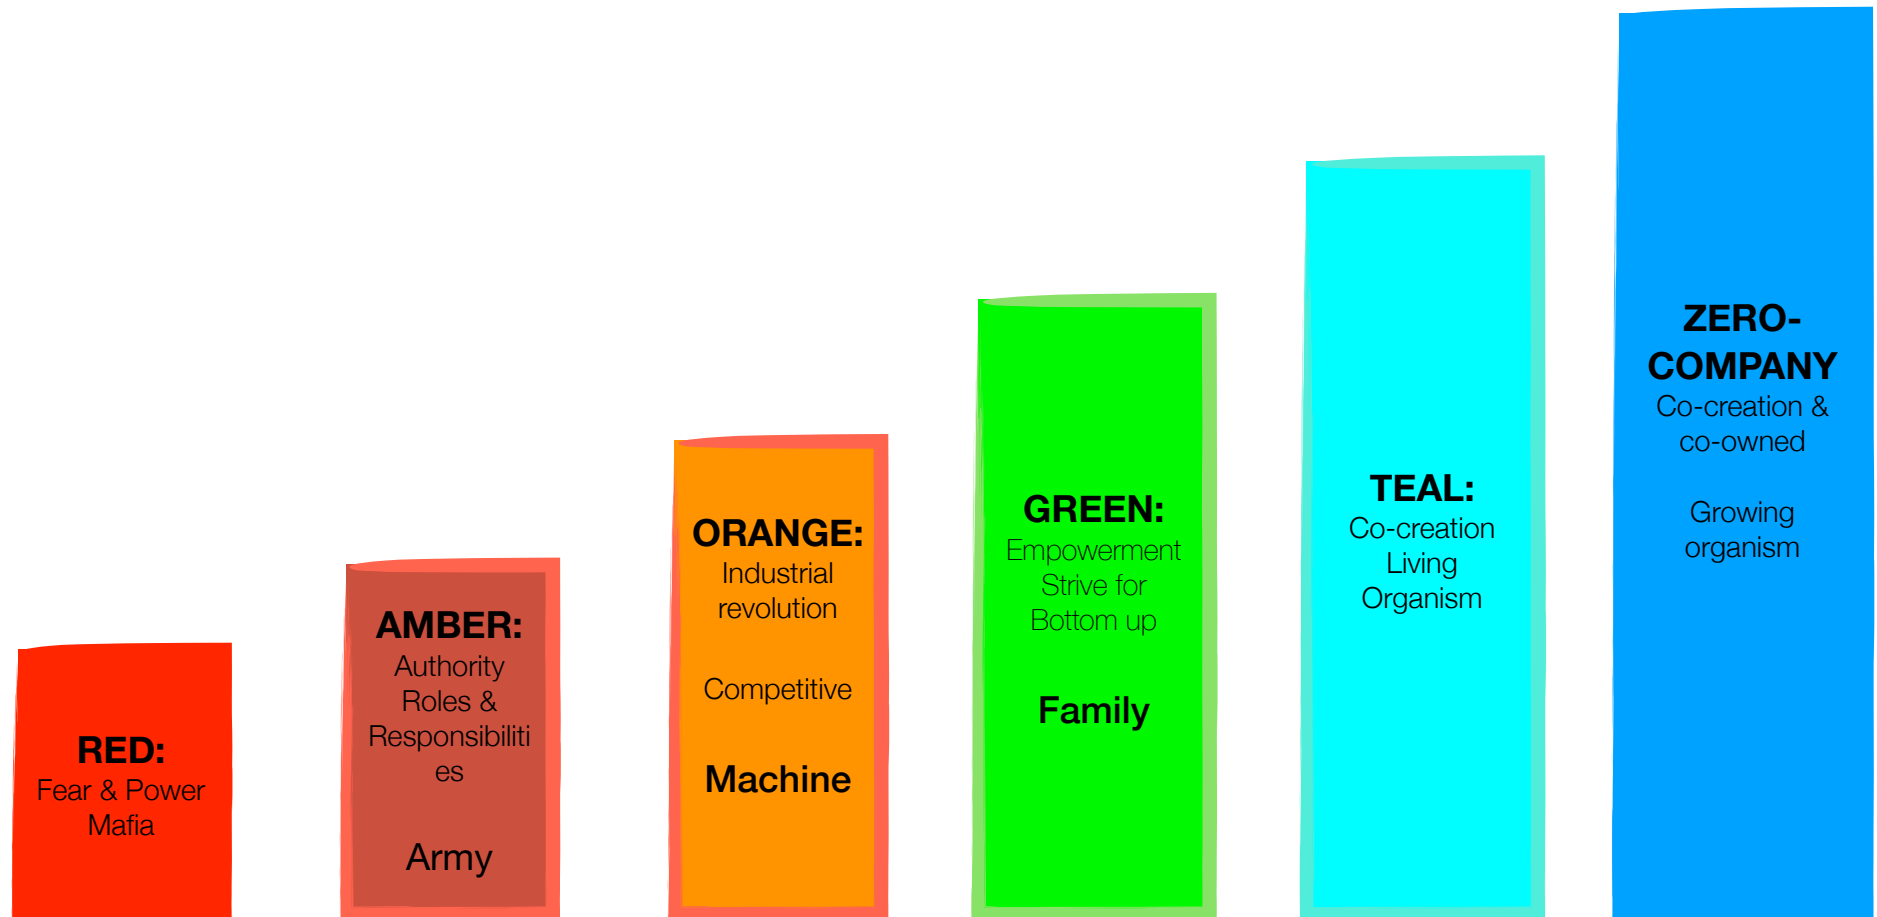 RED:
Fear & Power
Mafia
AMBER:
Authority
Roles &
Responsibiliti
es
Army
ORANGE:
Industrial
revolution
Competitive
Machine
GREEN:
Empowerment
Strive for
Bottom up
Family
TEAL:
Co-creation
Living
Organism
ZERO-
COMPANY
Co-creation &
co-owned
Growing
organism